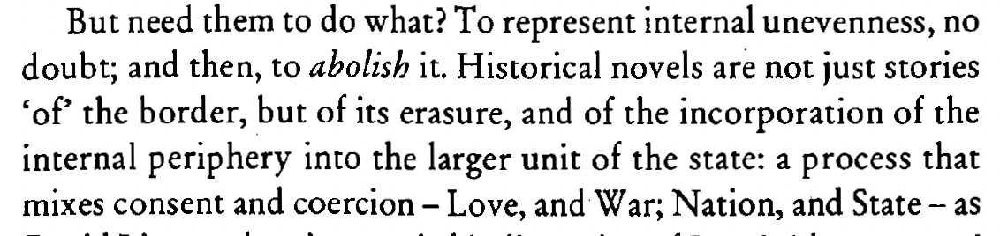 But need them to do what? To represent internal unevenness, no
doubt; and then, to abolish it. Historical novels are not just stories
‘of’ the border, but of its erasure, and of the incorporation of the
internal periphery into the larger unit of the state: a process that
mixes consent and coercion – Love, and War; Nation, and State – as